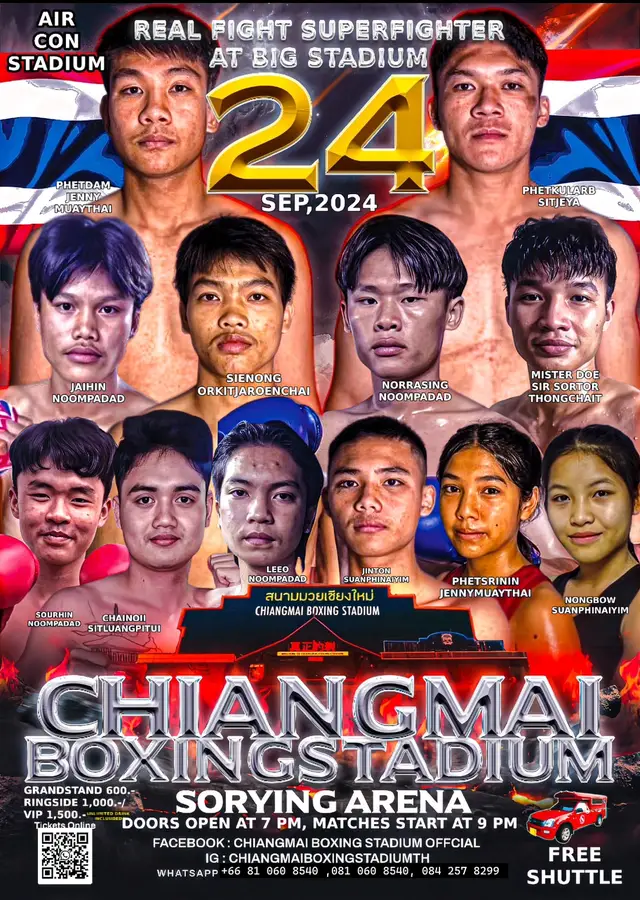 AIR
CON
STADIUM
REAL FIGHT SUPERFIGHTER
AT BIG STADIUM
24
SEP,2024
PHETDAM
JENNY
MUAYTHAI
PHETKULARB
SITJEYA
JAIHIN
NOOMPADAD
SIENONG
ORKITJAROENCHAI
NORRASING
NOOMPADAD
MISTER DOE
SIR SORTOR
THONGCHAIT
SOURHIN
NOOMPADAD
CHAINOII
SITLUANGPITUI
LEEO
NOOMPADAD
JINTON
SUANPHINAIYIM
PHETSRININ
JENNYMUAYTHAI
NONGBOW
SUANPHINAIYIM
สนามมวยเชียงใหม่
CHIANGMAI BOXING STADIUM
CHIANGMAI
BOXINGSTADIUM
GRANDSTAND 600.-
RINGSIDE 1,000.-/
VIP 1,500.- UNLIMITED DRINK
INCLUDED
Tickets Online
SORYING ARENA
DOORS OPEN AT 7 PM, MATCHES START AT 9 PM
FACEBOOK : CHIANGMAI BOXING STADIUM OFFCIAL
IG : CHIANGMAIBOXINGSTADIUMTH
WHATSAPP +66 81 060 8540 ,081 060 8540, 084 257 8299
FREE
SHUTTLE